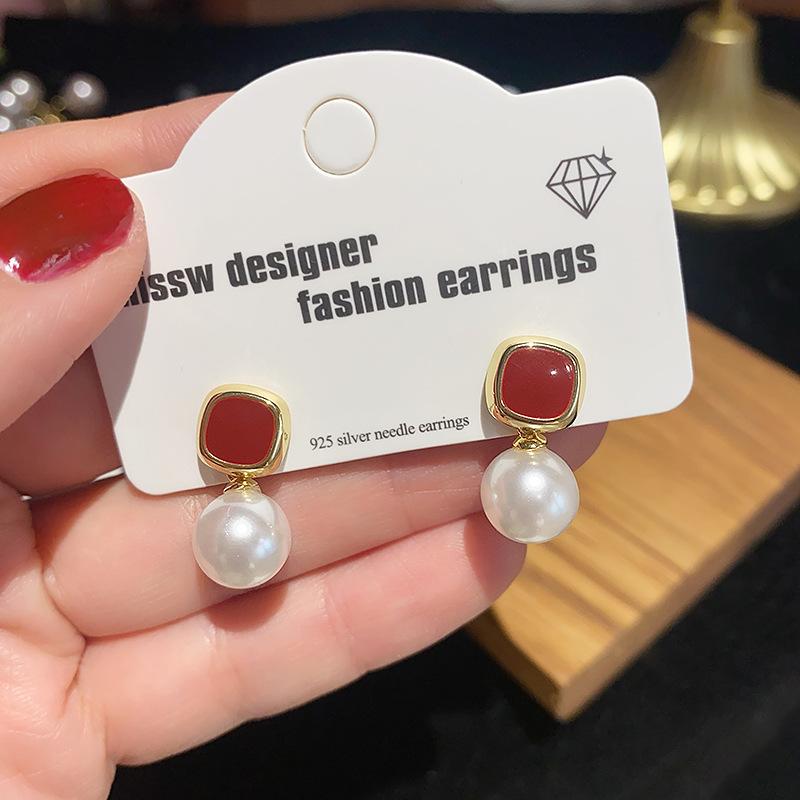 designer
fashion earrings
925 silver needle earrings